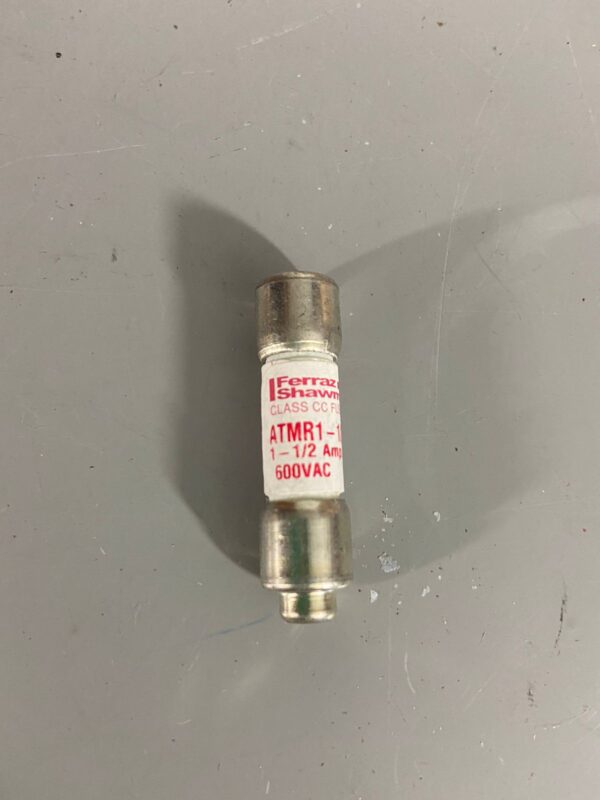 Ferraz
Shawm
CLASS CC FU
ATMR1-1
1-1/2 Amp
600VAC